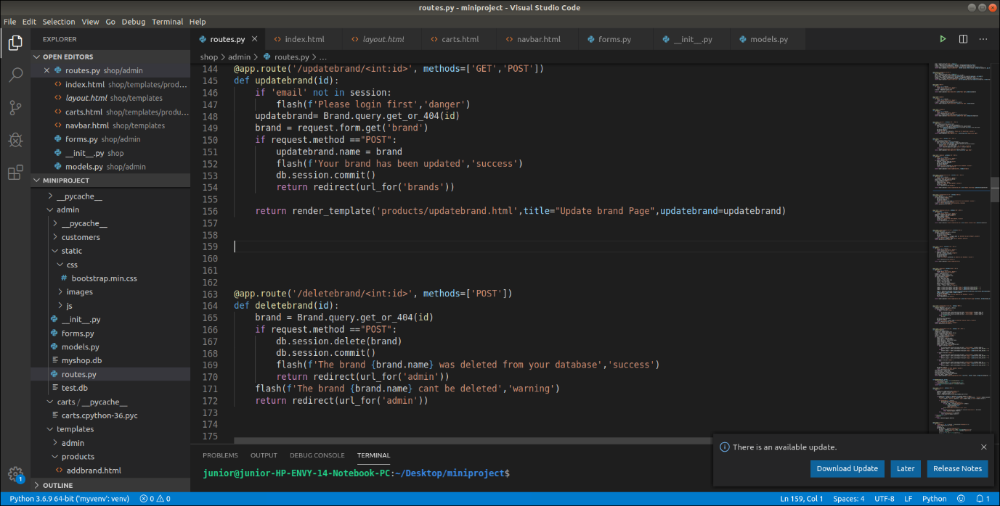 routes.py - miniproject - Visual Studio Code
File Edit Selection View Go Debug Terminal Help
EXPLORER
OPEN EDITORS
routes.py shop/admin
index.html shop/templates/prod...
layout.html shop/templates
carts.html shop/templates/produ...
navbar.html shop/templates
forms.py shop/admin
__init__.py shop
models.py shop/admin
MINIPROJECT
__pycache__
admin
__pycache__
customers
static
css
# bootstrap.min.css
images
js
__init__.py
forms.py
models.py
myshop.db
routes.py
test.db
carts / __pycache__
carts.cpython-36.pyc
templates
admin
products
addbrand.html
OUTLINE
routes.py index.html layout.html carts.html navbar.html forms.py __init__.py models.py
shop > admin > routes.py > ...
144 @app.route('/updatebrand/<int:id>', methods=['GET','POST'])
145 def updatebrand(id):
146 if 'email' not in session:
147 flash(f'Please login first','danger')
148 updatebrand= Brand.query.get_or_404(id)
149 brand = request.form.get('brand')
150 if request.method =="POST":
151 updatebrand.name = brand
152 flash(f'Your brand has been updated','success')
153 db.session.commit()
154 return redirect(url_for('brands'))
155
156 return render_template('products/updatebrand.html',title="Update brand Page",updatebrand=updatebrand)
157
158
159
160
161
162
163 @app.route('/deletebrand/<int:id>', methods=['POST'])
164 def deletebrand(id):
165 brand = Brand.query.get_or_404(id)
166 if request.method =="POST":
167 db.session.delete(brand)
168 db.session.commit()
169 flash(f'The brand {brand.name} was deleted from your database','success')
170 return redirect(url_for('admin'))
171 flash(f'The brand {brand.name} cant be deleted','warning')
172 return redirect(url_for('admin'))
173
174
175
PROBLEMS OUTPUT DEBUG CONSOLE TERMINAL
junior@junior-HP-ENVY-14-Notebook-PC:~/Desktop/miniproject$
There is an available update.
Download Update Later Release Notes
1
Python 3.6.9 64-bit ('myvenv': venv) 0 0 Ln 159, Col 1 Spaces: 4 UTF-8 LF Python 1